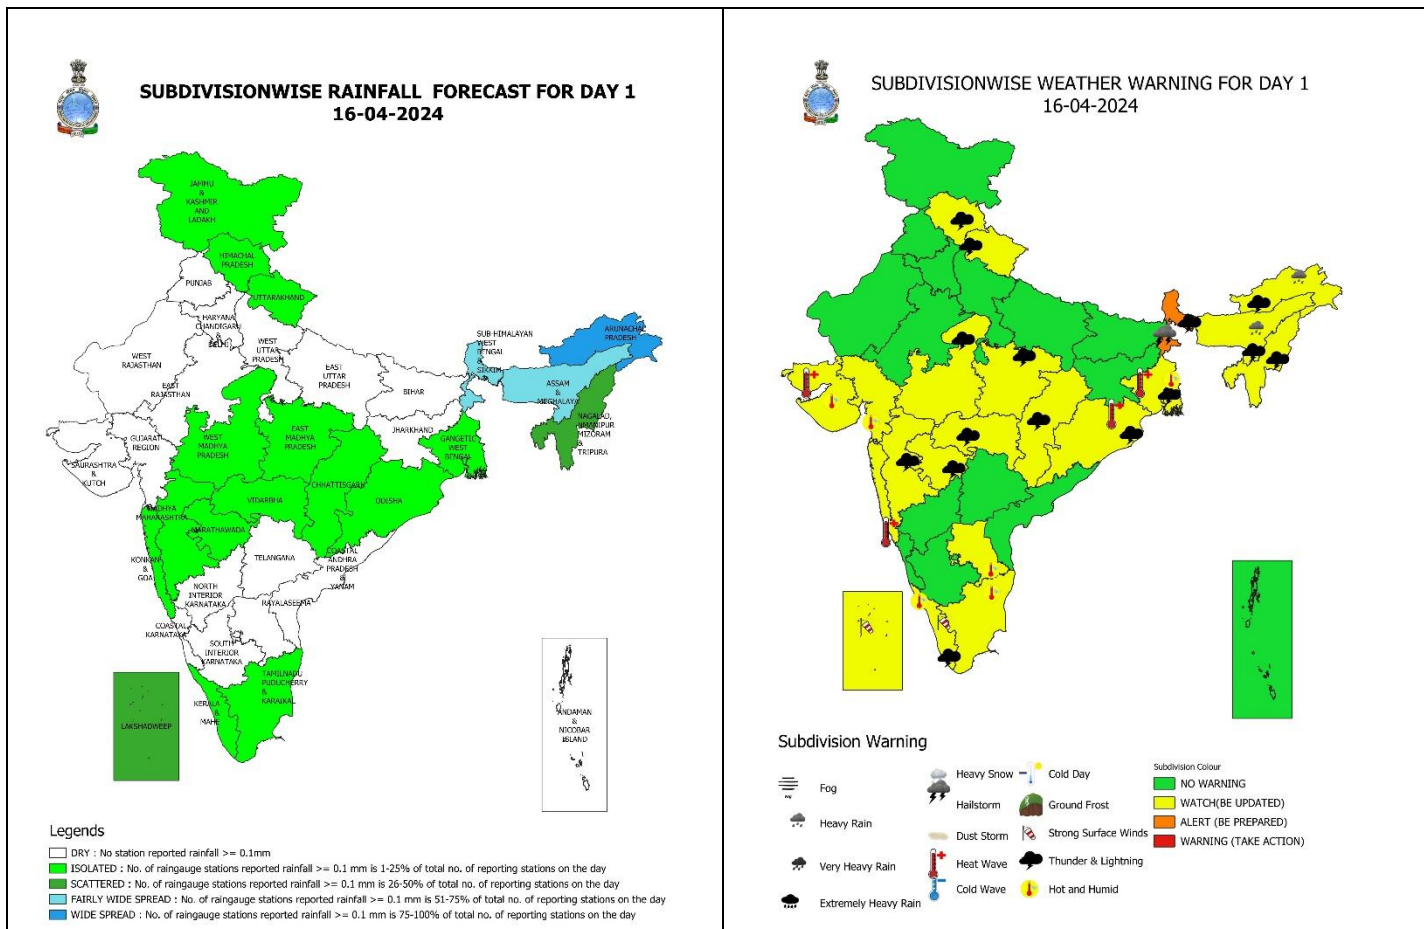 SUBDIVISIONWISE RAINFALL FORECAST FOR DAY 1
16-04-2024
JAMMU
&
KASHMIR
AND
LADAKH
HIMACHAL
PRADESH
PUNJAB
UTTARAKHAND
HARYANA
CHANDIGARH
&
DELHI
WEST
UTTAR
PRADESH
WEST
RAJASTHAN
EAST
RAJASTHAN
EAST
UTTAR
PRADESH
BIHAR
SUB-HIMALAYAN
WEST
BENGAL
&
SIKKIM
ARUNACHAL
PRADESH
ASSAM
&
MEGHALAYA
NAGALAD,
MANIPUR
MIZORAM
&
TRIPURA
JHARKHAND
GANGETIC
WEST
BENGAL
GUJARAT
REGION
SAURASHTRA
&
KUTCH
WEST
MADHYA
PRADESH
EAST
MADHYA
PRADESH
CHHATTISGARH
ODISHA
VIDARBHA
MADHYA
MAHARASHTRA
MARATHAWADA
KONKAN
&
GOA
TELANGANA
COASTAL
ANDHRA
PRADESH
&
YANAM
NORTH
INTERIOR
KARNATAKA
RAYALASEEMA
COASTAL
KARNATAKA
SOUTH
INTERIOR
KARNATAKA
TAMILNADU
PUDUCHERRY
&
KARAIKAL
KERALA
&
MAHE
LAKSHADWEEP
ANDAMAN
&
NICOBAR
ISLAND
Legends
DRY : No station reported rainfall >= 0.1mm
ISOLATED : No. of raingauge stations reported rainfall >= 0.1 mm is 1-25% of total no. of reporting stations on the day
SCATTERED : No. of raingauge stations reported rainfall >= 0.1 mm is 26-50% of total no. of reporting stations on the day
FAIRLY WIDE SPREAD : No. of raingauge stations reported rainfall >= 0.1 mm is 51-75% of total no. of reporting stations on the day
WIDE SPREAD : No. of raingauge stations reported rainfall >= 0.1 mm is 75-100% of total no. of reporting stations on the day
SUBDIVISIONWISE WEATHER WARNING FOR DAY 1
16-04-2024
Subdivision Warning
Fog
Heavy Rain
Very Heavy Rain
Extremely Heavy Rain
Heavy Snow
Hailstorm
Dust Storm
Heat Wave
Cold Wave
Cold Day
Ground Frost
Strong Surface Winds
Thunder & Lightning
Hot and Humid
Subdivision Colour
NO WARNING
WATCH(BE UPDATED)
ALERT (BE PREPARED)
WARNING (TAKE ACTION)